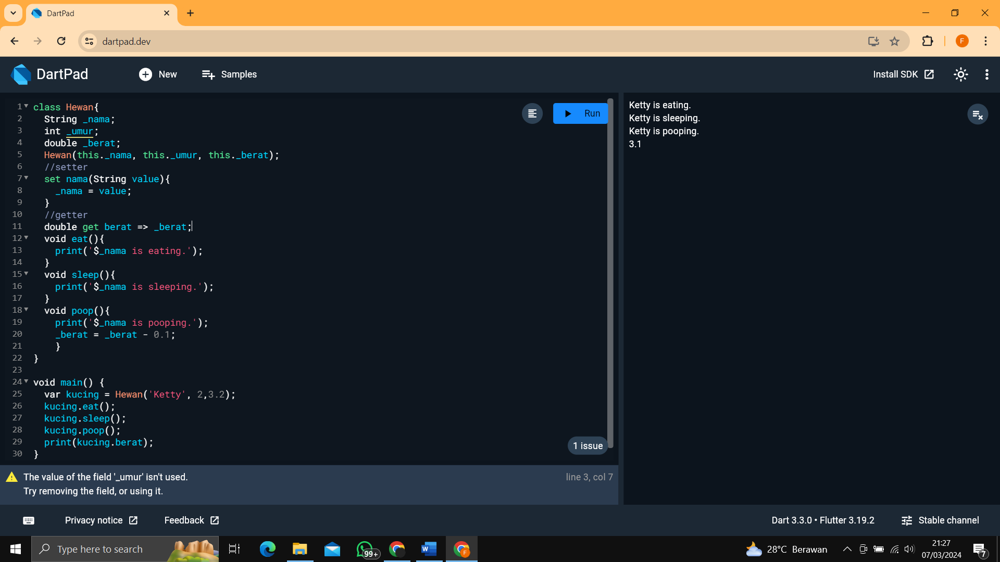 DartPad
dartpad.dev
F
DartPad
New
Samples
Install SDK
1 class Hewan{
2 String _nama;
3 int _umur;
4 double _berat;
5 Hewan(this._nama, this._umur, this._berat);
6 //setter
7 set nama(String value){
8 _nama = value;
9 }
10 //getter
11 double get berat => _berat;
12 void eat(){
13 print('$_nama is eating.');
14 }
15 void sleep(){
16 print('$_nama is sleeping.');
17 }
18 void poop(){
19 print('$_nama is pooping.');
20 _berat = _berat - 0.1;
21 }
22 }
23
24 void main() {
25 var kucing = Hewan('Ketty', 2,3.2);
26 kucing.eat();
27 kucing.sleep();
28 kucing.poop();
29 print(kucing.berat);
30 }
Run
1 issue
Ketty is eating.
Ketty is sleeping.
Ketty is pooping.
3.1
The value of the field '_umur' isn't used.
line 3, col 7
Try removing the field, or using it.
Privacy notice
Feedback
Dart 3.3.0 • Flutter 3.19.2
Stable channel
Type here to search
99+
W
F
28°C Berawan
21:27
07/03/2024
7